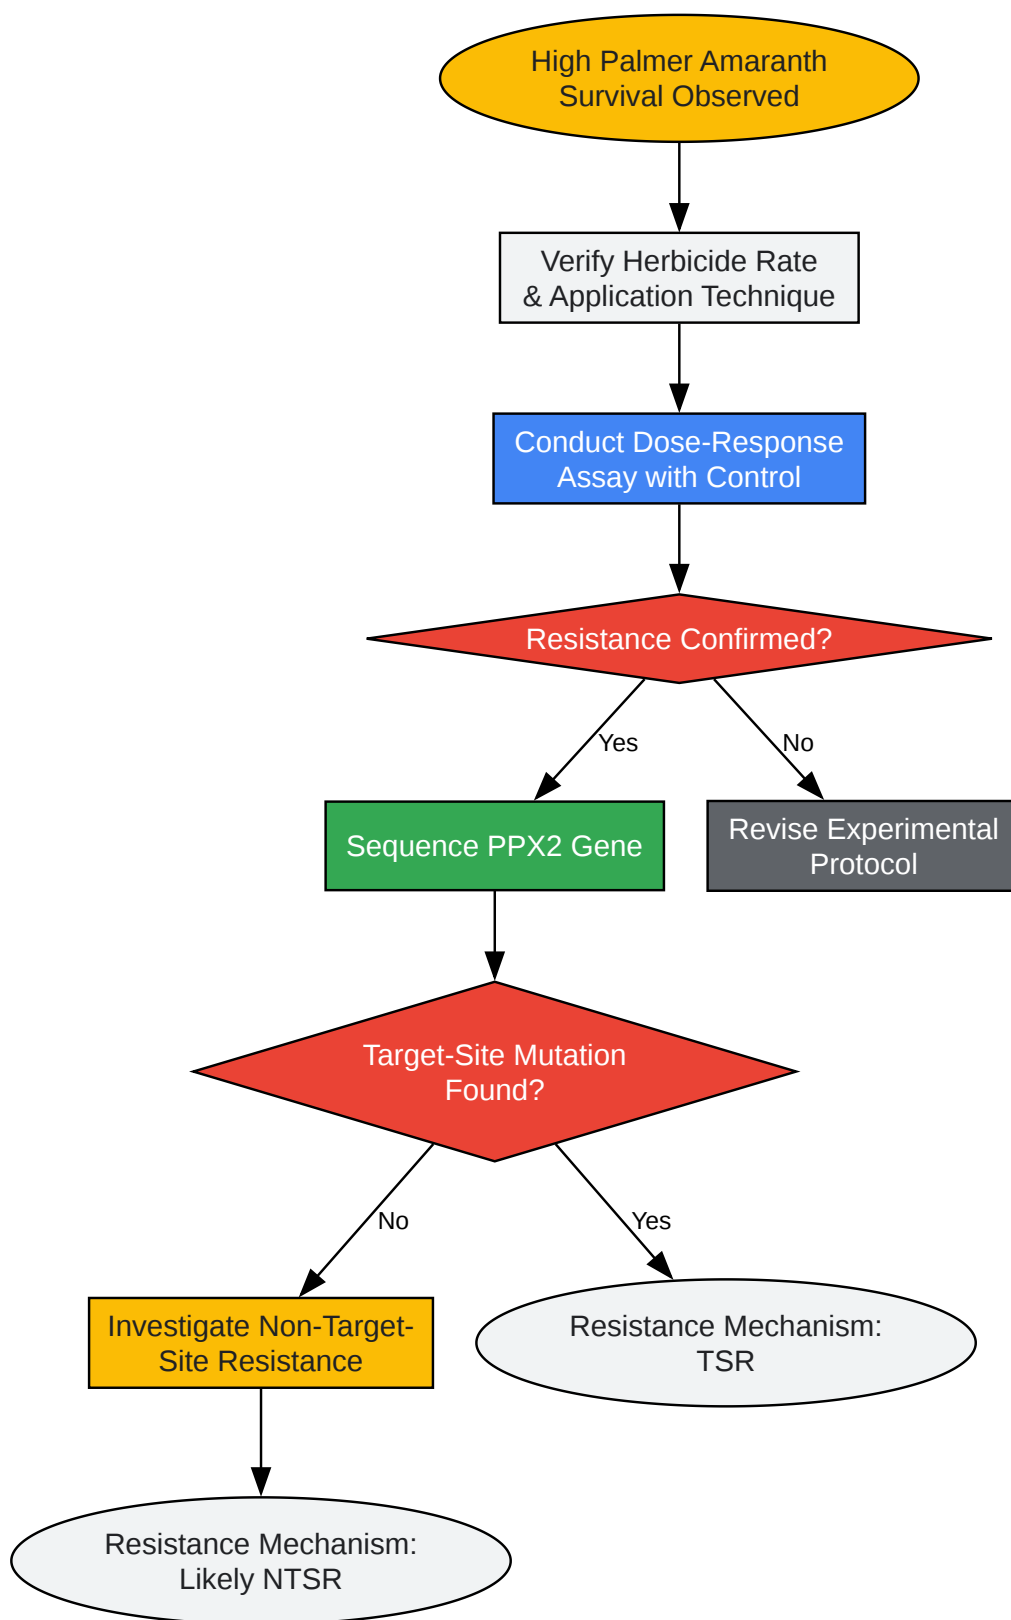 High Palmer Amaranth
Survival Observed
Verify Herbicide Rate
& Application Technique
Conduct Dose-Response
Assay with Control
Resistance Confirmed?
Yes
No
Sequence PPX2 Gene
Revise Experimental
Protocol
Target-Site Mutation
Found?
No
Yes
Investigate Non-Target-
Site Resistance
Resistance Mechanism:
TSR
Resistance Mechanism:
Likely NTSR